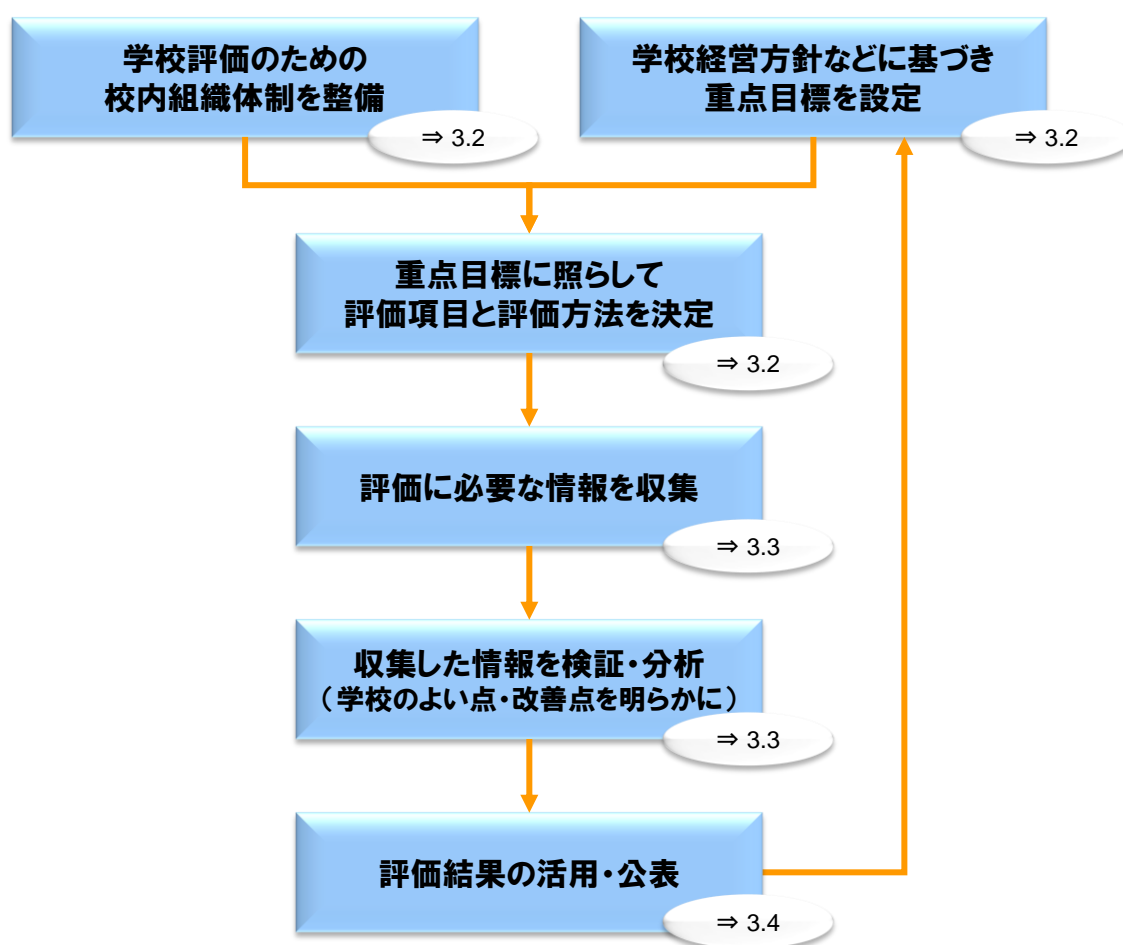 学校評価のための
校内組織体制を整備
⇒ 3.2
学校経営方針などに基づき
重点目標を設定
⇒ 3.2
重点目標に照らして
評価項目と評価方法を決定
⇒ 3.2
評価に必要な情報を収集
⇒ 3.3
収集した情報を検証・分析
（学校のよい点・改善点を明らかに）
⇒ 3.3
評価結果の活用・公表
⇒ 3.4